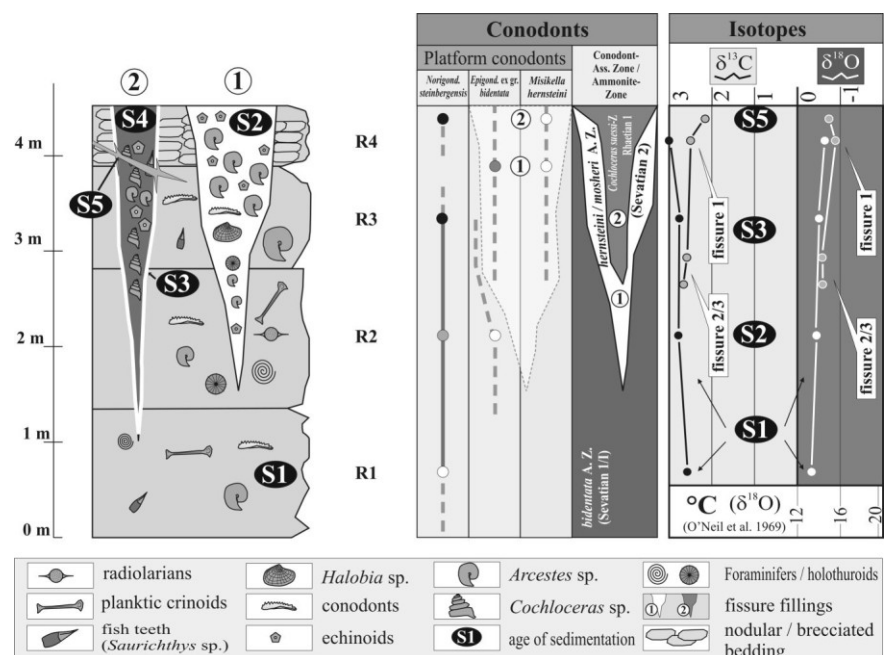 Conodonts
Isotopes
Platform conodonts
Norigond. steinbergensis
Epigond. ex gr. bidentata
Misikella hernsteini
Conodont-
Ass. Zone /
Ammonite-
Zone
δ13C
δ18O
3 2 1 0 -1
2 1
S4 S2
S5
S3
S1
4 m
3 m
2 m
1 m
0 m
R4
R3
R2
R1
2
1
hernsteini / mosheri A. Z.
(Sevatian 2)
Cochloceras suessi-Z
Rhaetian 1
2
1
bidentata A. Z.
(Sevatian 1/I)
S5
S3
S2
S1
fissure 1
fissure 2/3
fissure 1
fissure 2/3
°C (δ18O)
(O'Neil et al. 1969)
12 16 20
radiolarians
Halobia sp.
Arcestes sp.
Foraminifers / holothuroids
planktic crinoids
conodonts
Cochloceras sp.
1 2 fissure fillings
fish teeth
(Saurichthys sp.)
echinoids
S1 age of sedimentation
nodular / brecciated
bedding